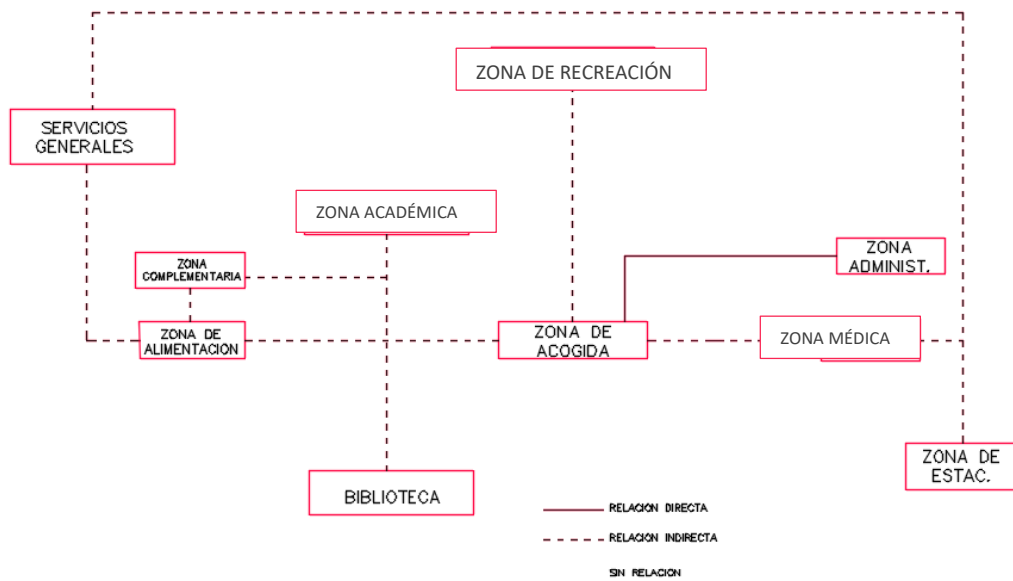 ZONA DE RECREACIÓN
SERVICIOS
GENERALES
ZONA ACADÉMICA
ZONA
COMPLEMENTARIA
ZONA
ADMINIST.
ZONA DE
ALIMENTACION
ZONA DE
ACOGIDA
ZONA MÉDICA
ZONA DE
ESTAC.
BIBLIOTECA
RELACION DIRECTA
RELACION INDIRECTA
SIN RELACION